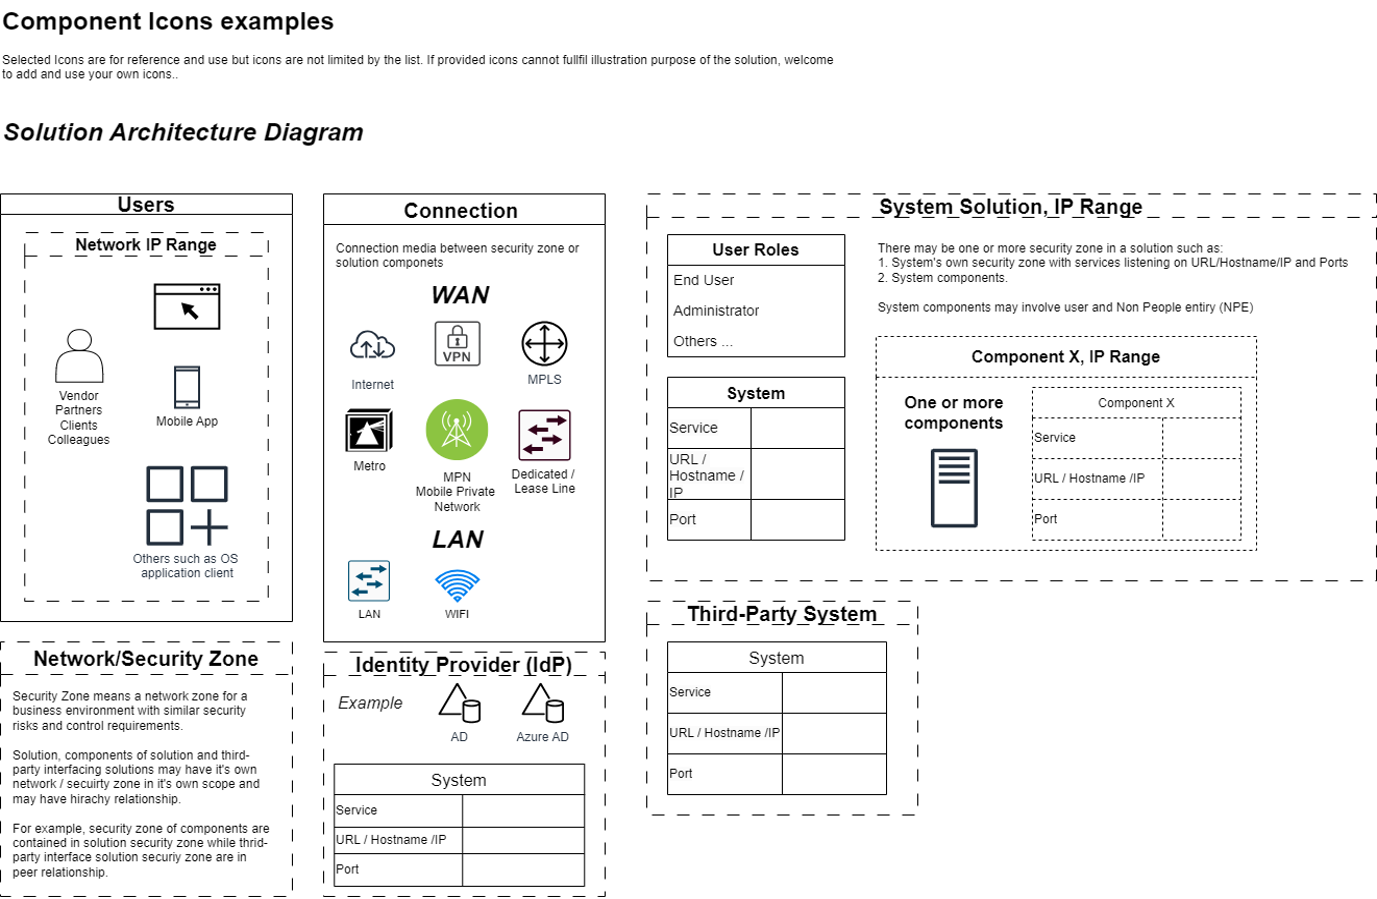 Component Icons examples
Selected Icons are for reference and use but icons are not limited by the list. If provided icons cannot fullfil illustration purpose of the solution, welcome
to add and use your own icons..
Solution Architecture Diagram
Users
Network IP Range
Vendor
Partners
Clients
Colleagues
Mobile App
Others such as OS
application client
Network/Security Zone
Security Zone means a network zone for a
business environment with similar security
risks and control requirements.
Solution, components of solution and third-
party interfacing solutions may have it's own
network / secuirty zone in it's own scope and
may have hirachy relationship.
For example, security zone of components are
contained in solution security zone while thrid-
party interface solution securiy zone are in
peer relationship.
Connection
Connection media between security zone or
solution componets
WAN
Internet
VPN
MPLS
Metro
MPN
Mobile Private
Network
Dedicated /
Lease Line
LAN
LAN
WIFI
Identity Provider (IdP)
Example
AD
Azure AD
System
Service
URL / Hostname /IP
Port
System Solution, IP Range
User Roles
End User
Administrator
Others ...
System
Service
URL /
Hostname /
IP
Port
There may be one or more security zone in a solution such as:
1. System's own security zone with services listening on URL/Hostname/IP and Ports
2. System components.
System components may involve user and Non People entiry (NPE)
Component X, IP Range
One or more
components
Component X
Service
URL / Hostname /IP
Port
Third-Party System
System
Service
URL / Hostname /IP
Port